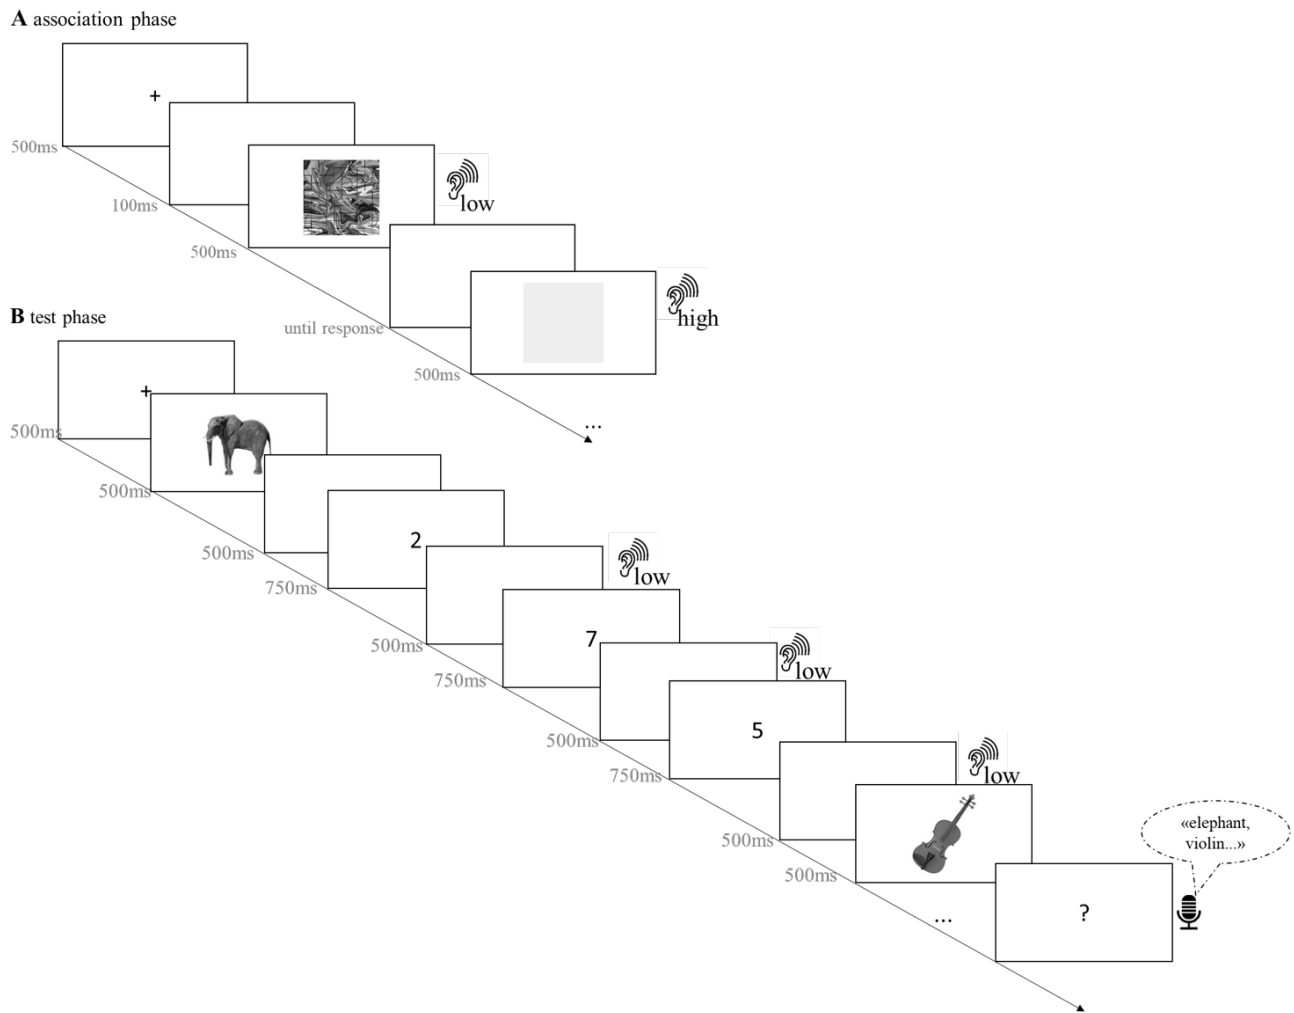 A association phase
+
500ms
100ms
low
500ms
until response
high
500ms
...
B test phase
+
500ms
500ms
500ms
2
750ms
low
500ms
7
750ms
low
500ms
5
750ms
low
500ms
500ms
...
?
«elephant,
violin...»